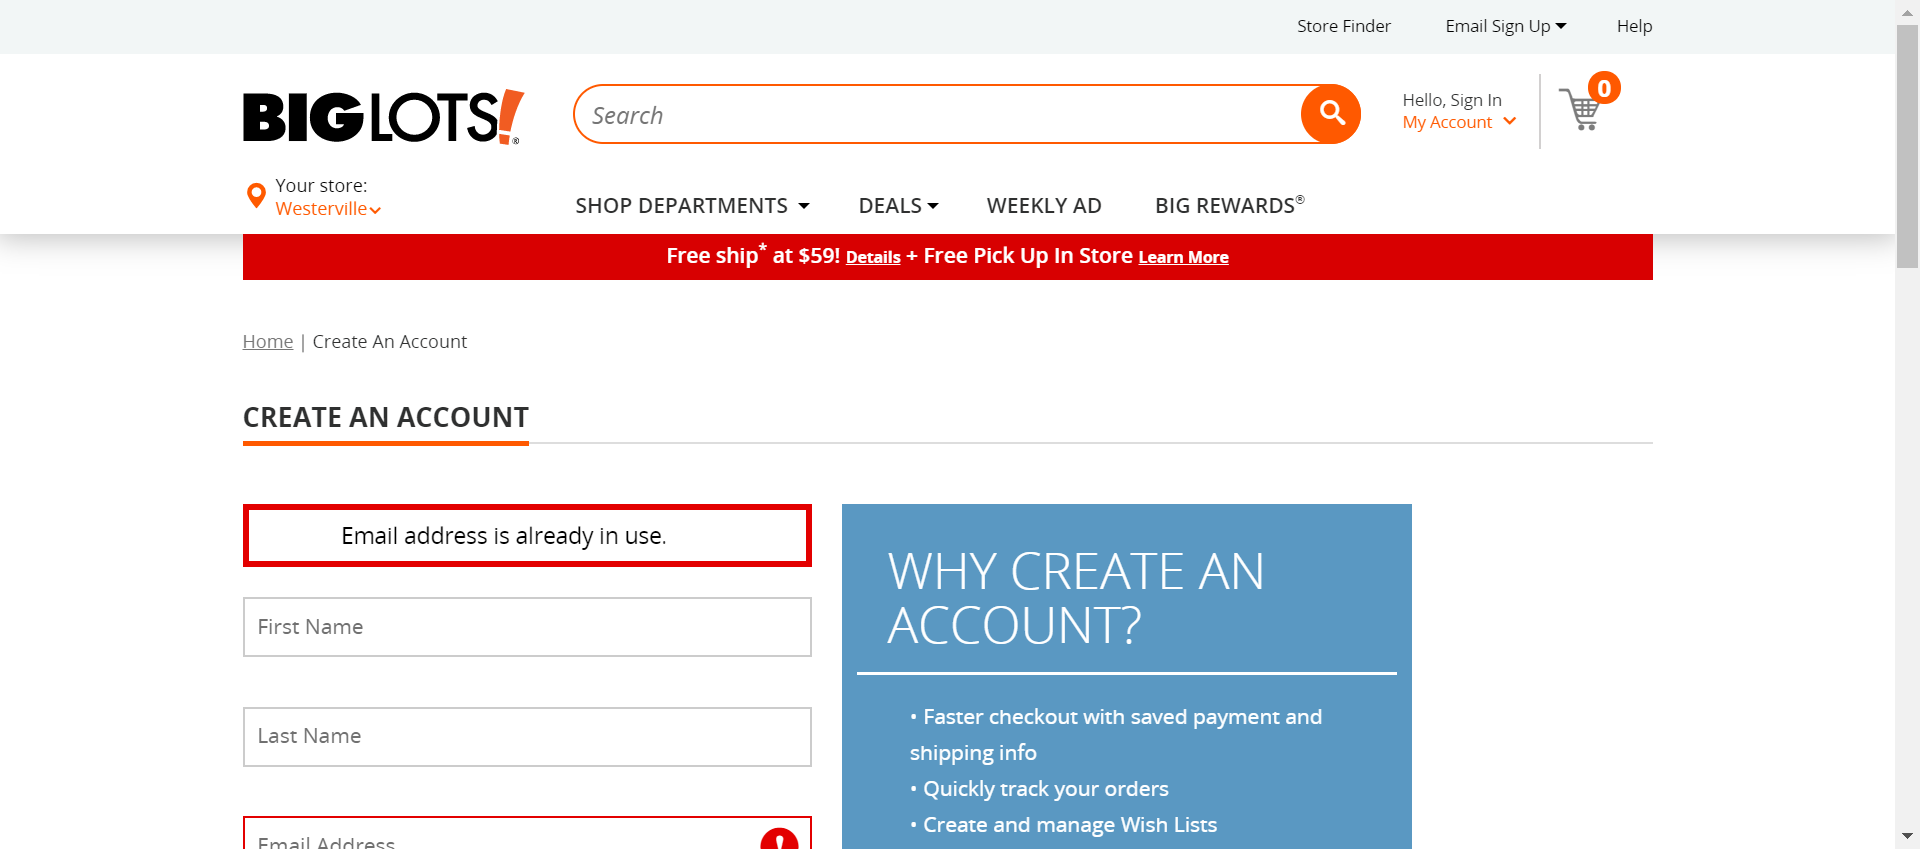 Store Finder Email Sign Up Help
BIG LOTS!®
Search
Hello, Sign In
My Account
0
Your store:
Westerville
SHOP DEPARTMENTS DEALS WEEKLY AD BIG REWARDS®
Free ship* at $59! Details + Free Pick Up In Store Learn More
Home | Create An Account
CREATE AN ACCOUNT
Email address is already in use.
First Name
Last Name
Email Address
WHY CREATE AN
ACCOUNT?
• Faster checkout with saved payment and
shipping info
• Quickly track your orders
• Create and manage Wish Lists